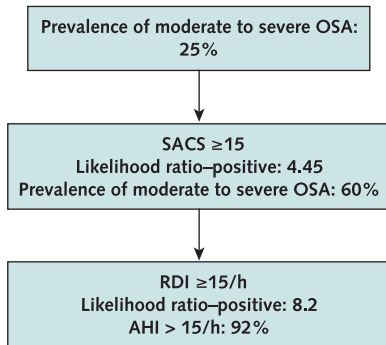 Prevalence of moderate to severe OSA:
25%
SACS ≥15
Likelihood ratio–positive: 4.45
Prevalence of moderate to severe OSA: 60%
RDI ≥15/h
Likelihood ratio–positive: 8.2
AHI > 15/h: 92%